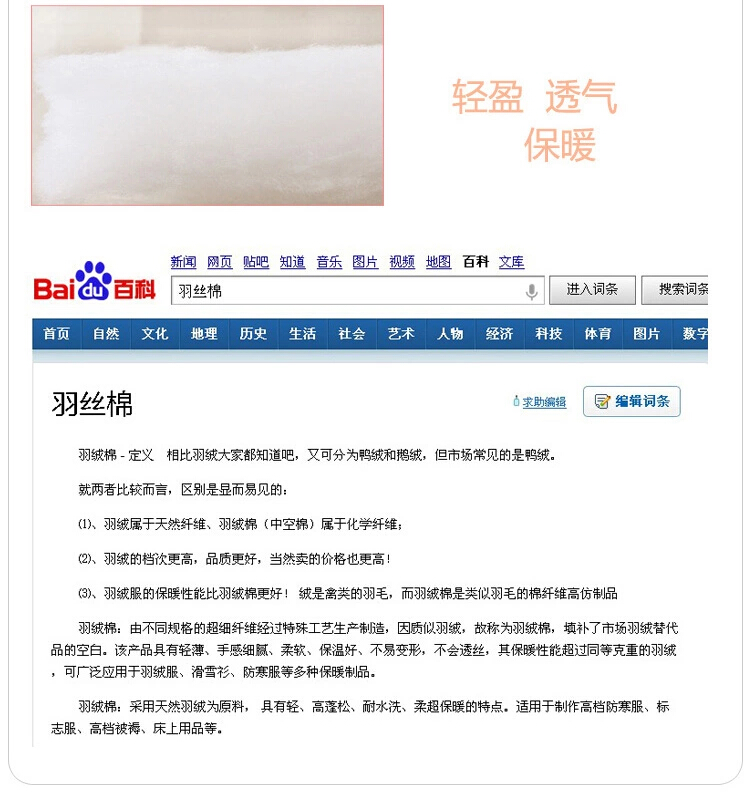 轻盈 透气
保暖
新闻 网页 贴吧 知道 音乐 图片 视频 地图 百科 文库
Bai du 百科
羽丝棉 进入词条 搜索词条
首页 自然 文化 地理 历史 生活 社会 艺术 人物 经济 科技 体育 图片 数字
羽丝棉 求助编辑 编辑词条
羽绒棉 - 定义 相比羽绒大家都知道吧，又可分为鸭绒和鹅绒，但市场常见的是鸭绒。
就两者比较而言，区别是显而易见的：
⑴、羽绒属于天然纤维、羽绒棉（中空棉）属于化学纤维；
⑵、羽绒的档次更高，品质更好，当然卖的价格也更高！
⑶、羽绒服的保暖性能比羽绒棉更好！ 绒是禽类的羽毛，而羽绒棉是类似羽毛的棉纤维高仿制品
羽绒棉：由不同规格的超细纤维经过特殊工艺生产制造，因质似羽绒，故称为羽绒棉，填补了市场羽绒替代
品的空白。该产品具有轻薄、手感细腻、柔软、保温好、不易变形，不会透丝，其保暖性能超过同等克重的羽绒
，可广泛应用于羽绒服、滑雪衫、防寒服等多种保暖制品。
羽绒棉：采用天然羽绒为原料， 具有轻、高蓬松、耐水洗、柔超保暖的特点。适用于制作高档防寒服、标
志服、高档被褥、床上用品等。